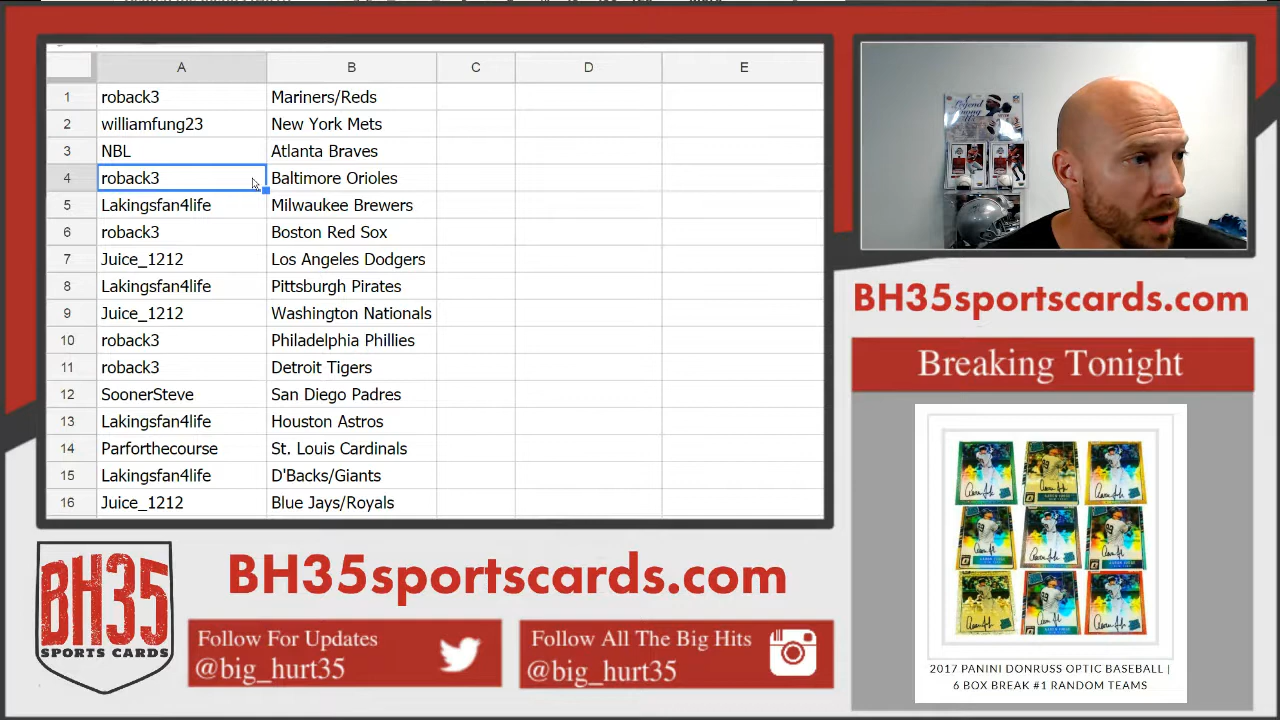 A B C D E
1 roback3 Mariners/Reds
2 williamfung23 New York Mets
3 NBL Atlanta Braves
4 roback3 Baltimore Orioles
5 Lakingsfan4life Milwaukee Brewers
6 roback3 Boston Red Sox
7 Juice_1212 Los Angeles Dodgers
8 Lakingsfan4life Pittsburgh Pirates
9 Juice_1212 Washington Nationals
10 roback3 Philadelphia Phillies
11 roback3 Detroit Tigers
12 SoonerSteve San Diego Padres
13 Lakingsfan4life Houston Astros
14 Parforthecourse St. Louis Cardinals
15 Lakingsfan4life D'Backs/Giants
16 Juice_1212 Blue Jays/Royals
BH35sportscards.com
Breaking Tonight
2017 PANINI DONRUSS OPTIC BASEBALL |
6 BOX BREAK #1 RANDOM TEAMS
BH35
SPORTS CARDS
BH35sportscards.com
Follow For Updates
@big_hurt35
Follow All The Big Hits
@big_hurt35